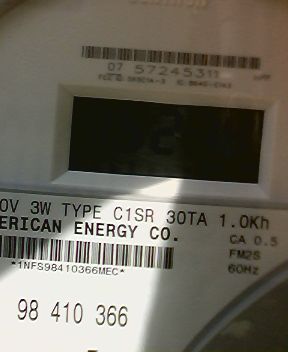 07 57245311
0V 3W TYPE C1SR 30TA 1.0Kh
ERICAN ENERGY CO.
CA 0.5
*1NFS98410366MEC*
FM2S
60Hz
98 410 366